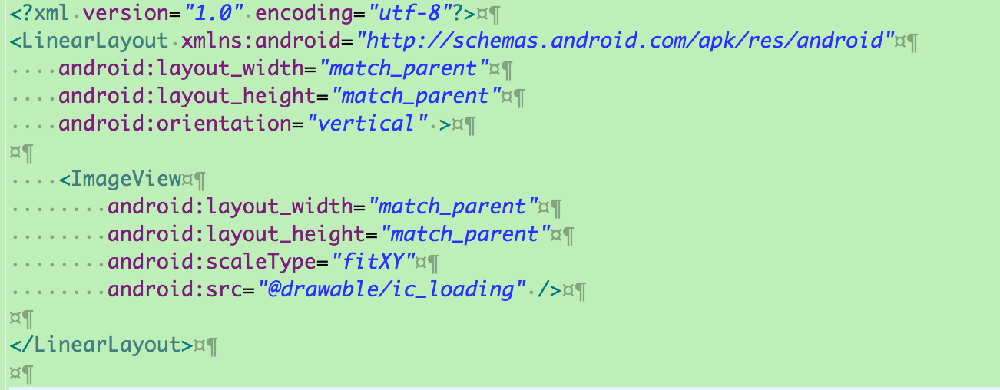 <?xml version="1.0" encoding="utf-8"?>¤¶
<LinearLayout xmlns:android="http://schemas.android.com/apk/res/android"¤¶
····android:layout_width="match_parent"¤¶
····android:layout_height="match_parent"¤¶
····android:orientation="vertical"·>¤¶
¤¶
····<ImageView¤¶
········android:layout_width="match_parent"¤¶
········android:layout_height="match_parent"¤¶
········android:scaleType="fitXY"¤¶
········android:src="@drawable/ic_loading"·/>¤¶
¤¶
</LinearLayout>¤¶
¤¶